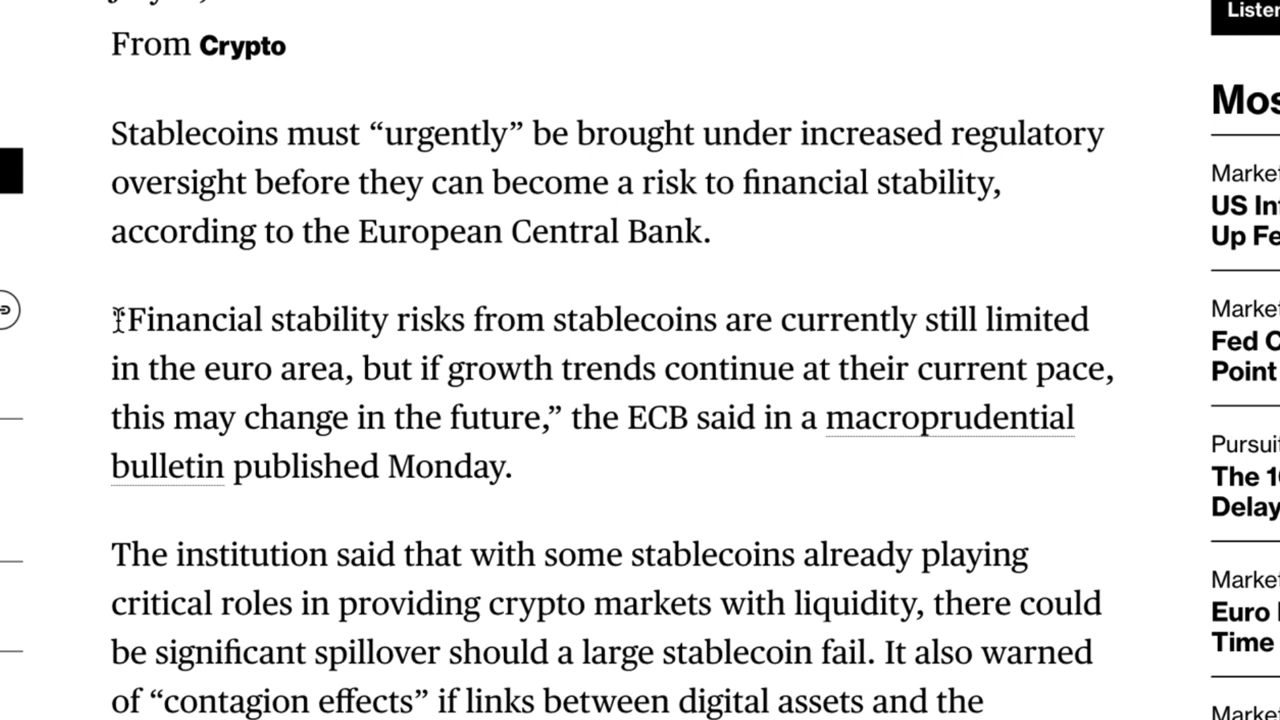 From Crypto
Stablecoins must “urgently” be brought under increased regulatory
oversight before they can become a risk to financial stability,
according to the European Central Bank.
Financial stability risks from stablecoins are currently still limited
in the euro area, but if growth trends continue at their current pace,
this may change in the future,” the ECB said in a macroprudential
bulletin published Monday.
The institution said that with some stablecoins already playing
critical roles in providing crypto markets with liquidity, there could
be significant spillover should a large stablecoin fail. It also warned
of “contagion effects” if links between digital assets and the
Listen
Mos
Market
US In
Up Fe
Market
Fed C
Point
Pursuit
The 1
Delay
Market
Euro
Time
Market